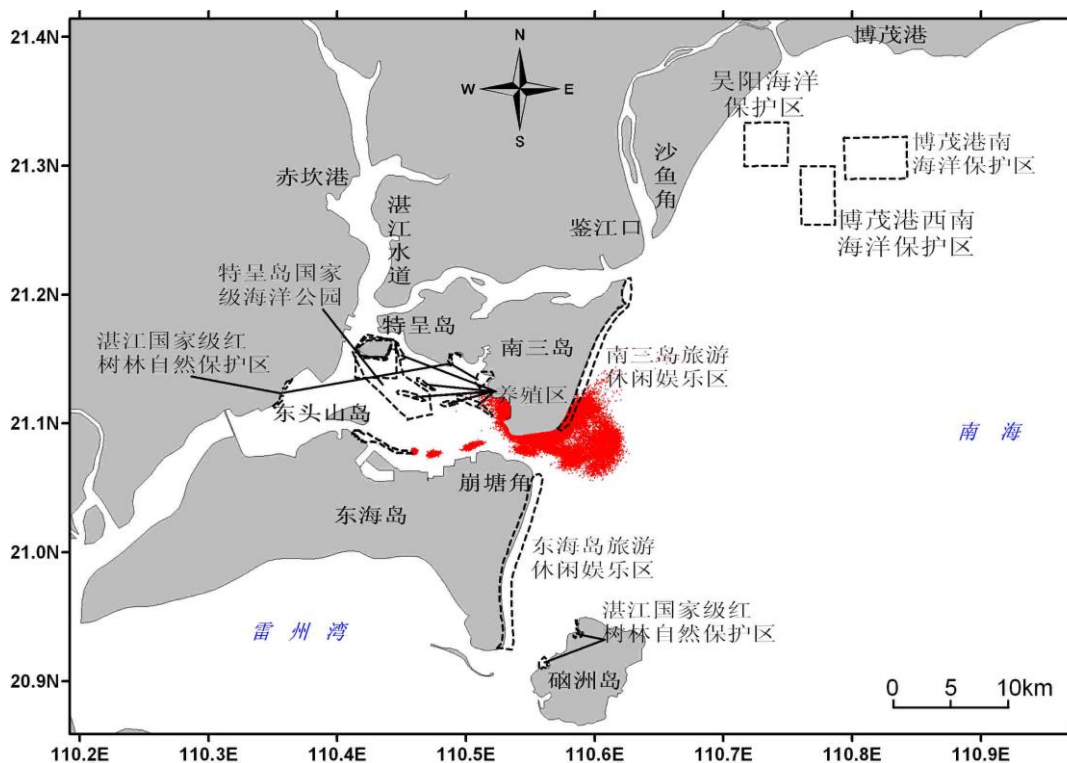 21.4N
21.3N
21.2N
21.1N
21.0N
20.9N
N
W
E
S
博茂港
吴阳海洋
保护区
博茂港南
海洋保护区
博茂港西南
海洋保护区
沙鱼角
鉴江口
赤坎港
湛江水道
特呈岛国家
级海洋公园
特呈岛
湛江国家级红
树林自然保护区
南三岛
南三岛旅游
休闲娱乐区
养殖区
东头山岛
南 海
崩塘角
东海岛
东海岛旅游
休闲娱乐区
雷 州 湾
湛江国家级红
树林自然保护区
硇洲岛
0 5 10km
110.2E 110.3E 110.4E 110.5E 110.6E 110.7E 110.8E 110.9E